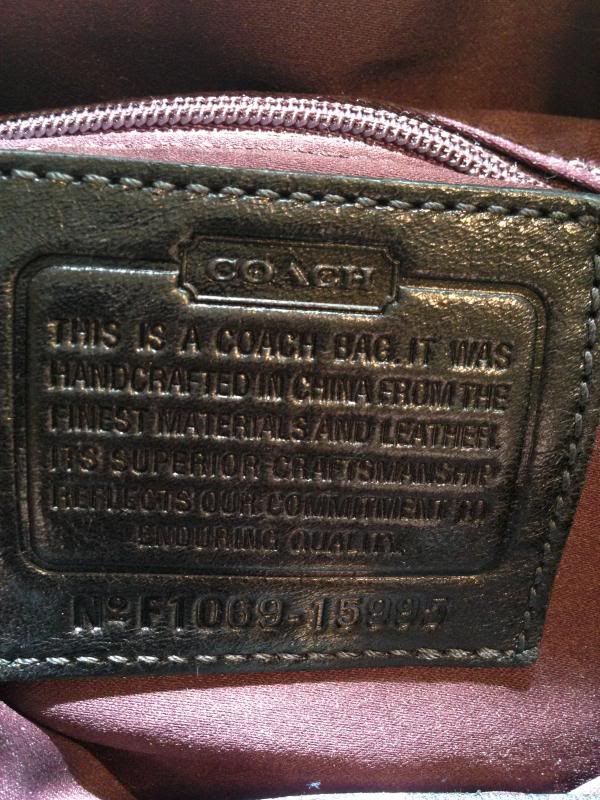 COACH
THIS IS A COACH BAG. IT WAS
HANDCRAFTED IN CHINA FROM THE
FINEST MATERIALS AND LEATHER.
ITS SUPERIOR CRAFTSMANSHIP
REFLECTS OUR COMMITMENT TO
ENDURING QUALITY.
Nº F1069-15995